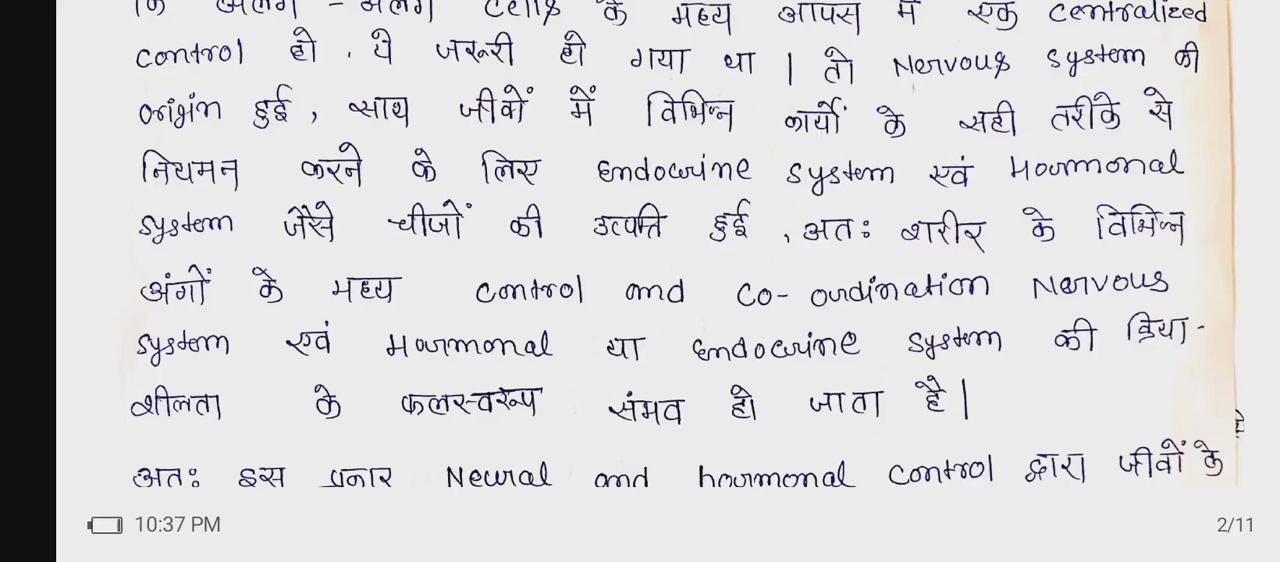 कि अलग - अलग cells के मध्य आपस में एक centralized
control हो , ये जरूरी हो गया था | तो Nervous system की
origin हुई , साथ जीवों में विभिन्न कार्यों के सही तरीके से
नियमन करने के लिए Endocrine system एवं Hormonal
system जैसे चीजों की उत्पत्ति हुई , अतः शरीर के विभिन्न
अंगों के मध्य control and co-ordination Nervous
system एवं Hormonal या Endocrine system की क्रिया-
शीलता के फलस्वरूप संभव हो जाता है |
अतः इस प्रकार Neural and hormonal control द्वारा जीवों के
10:37 PM 2/11